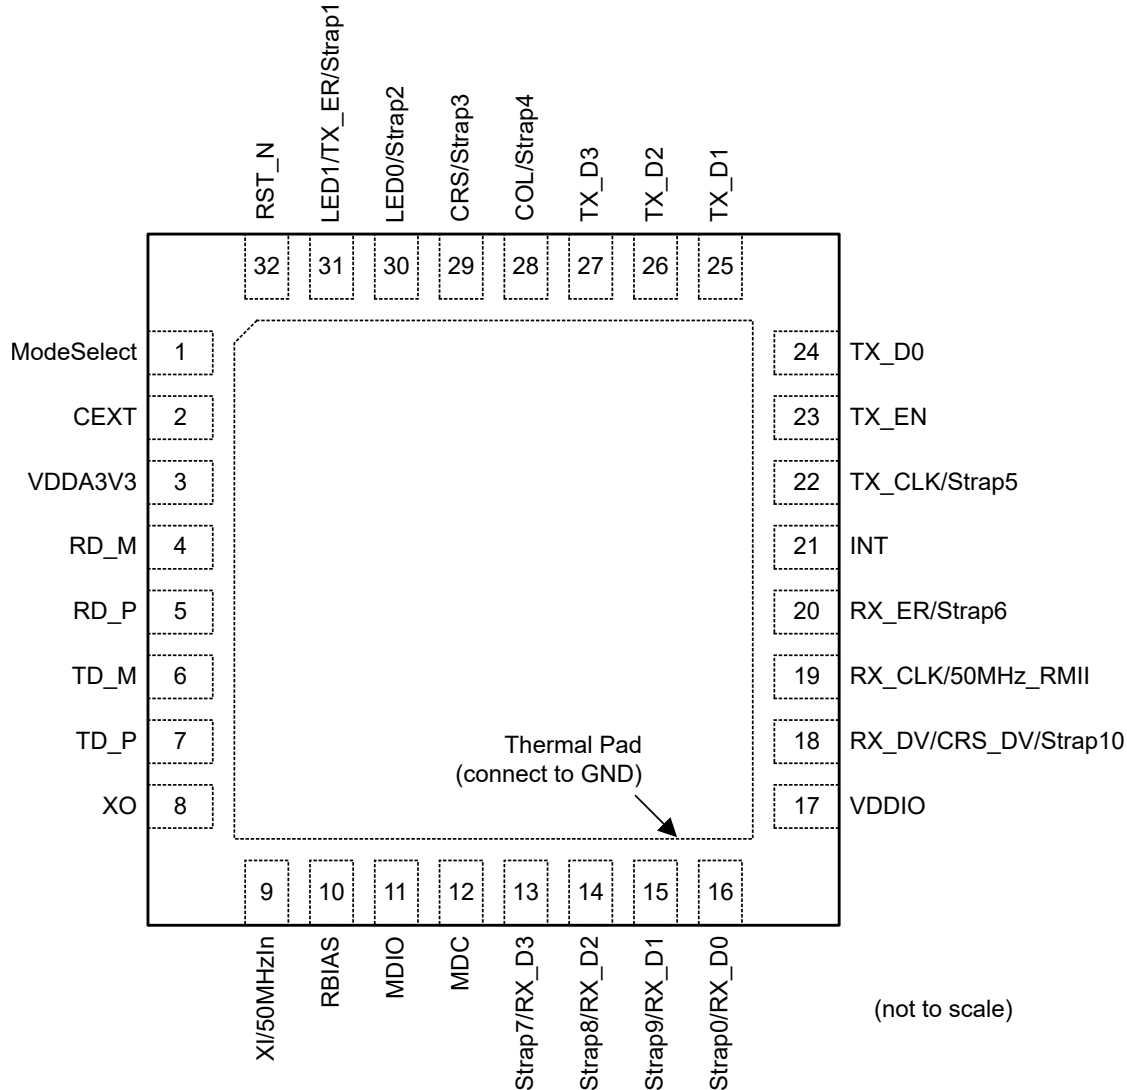 RST_N
LED1/TX_ER/Strap1
LED0/Strap2
CRS/Strap3
COL/Strap4
TX_D3
TX_D2
TX_D1
32
31
30
29
28
27
26
25
ModeSelect
1
CEXT
2
VDDA3V3
3
RD_M
4
RD_P
5
TD_M
6
TD_P
7
XO
8
24
TX_D0
23
TX_EN
22
TX_CLK/Strap5
21
INT
20
RX_ER/Strap6
19
RX_CLK/50MHz_RMII
18
RX_DV/CRS_DV/Strap10
17
VDDIO
Thermal Pad
(connect to GND)
9
10
11
12
13
14
15
16
XI/50MHzIn
RBIAS
MDIO
MDC
Strap7/RX_D3
Strap8/RX_D2
Strap9/RX_D1
Strap0/RX_D0
(not to scale)